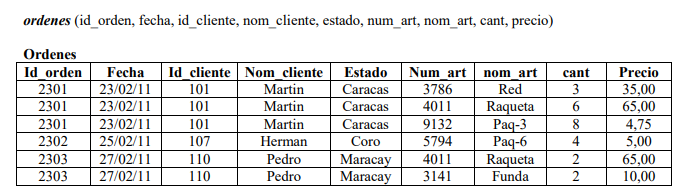 ordenes (id_orden, fecha, id_cliente, nom_cliente, estado, num_art, nom_art, cant, precio)
Ordenes
Id_orden Fecha Id_cliente Nom_cliente Estado Num_art nom_art cant Precio
2301 23/02/11 101 Martin Caracas 3786 Red 3 35,00
2301 23/02/11 101 Martin Caracas 4011 Raqueta 6 65,00
2301 23/02/11 101 Martin Caracas 9132 Paq-3 8 4,75
2302 25/02/11 107 Herman Coro 5794 Paq-6 4 5,00
2303 27/02/11 110 Pedro Maracay 4011 Raqueta 2 65,00
2303 27/02/11 110 Pedro Maracay 3141 Funda 2 10,00